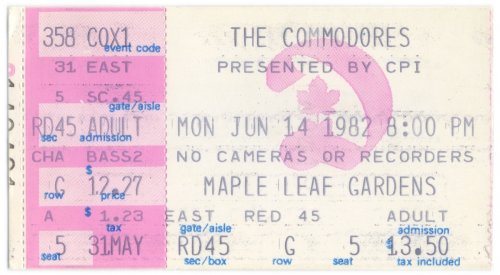 358 COX1 THE COMMODORES
event code
31 EAST PRESENTED BY CPI
5 SC.45
gate/aisle
RD45 ADULT MON JUN 14 1982 8:00 PM
sec admission
CHA BASS2 NO CAMERAS OR RECORDERS
$
G 12.27 MAPLE LEAF GARDENS
row price
A $ 1.23 EAST RED 45 ADULT
tax gate/aisle admission
5 31MAY RD45 G 5 $ 13.50
seat sec/box row seat tax included